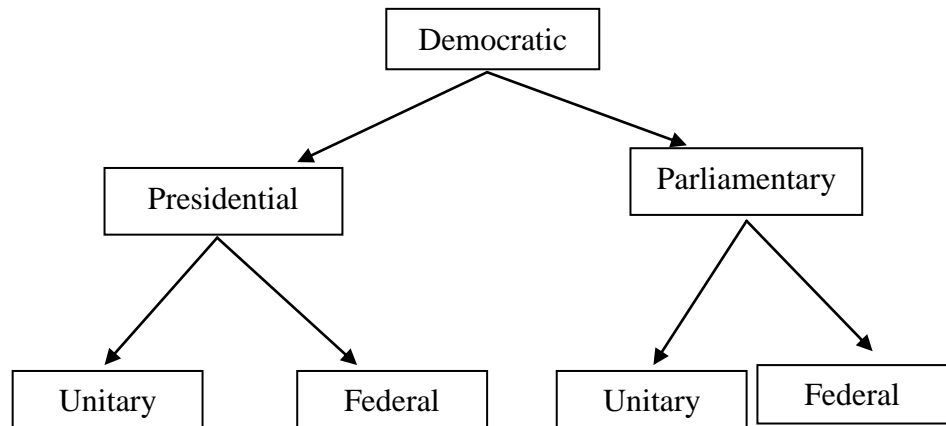 Democratic
Presidential
Parliamentary
Unitary
Federal
Unitary
Federal